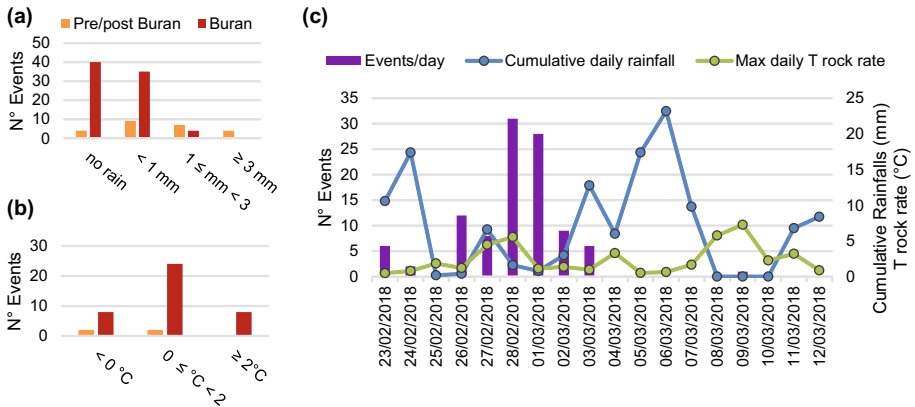 (a)
Pre/post Buran
Buran
N° Events
50
40
30
20
10
0
no rain
< 1 mm
1 ≤ mm < 3
≥ 3 mm
(b)
N° Events
30
20
10
0
< 0 °C
0 ≤ °C < 2
≥ 2°C
(c)
Events/day
Cumulative daily rainfall
Max daily T rock rate
N° Events
35
30
25
20
15
10
5
0
25
20
15
10
5
0
Cumulative Rainfalls (mm)
T rock rate (°C)
23/02/2018
24/02/2018
25/02/2018
26/02/2018
27/02/2018
28/02/2018
01/03/2018
02/03/2018
03/03/2018
04/03/2018
05/03/2018
06/03/2018
07/03/2018
08/03/2018
09/03/2018
10/03/2018
11/03/2018
12/03/2018